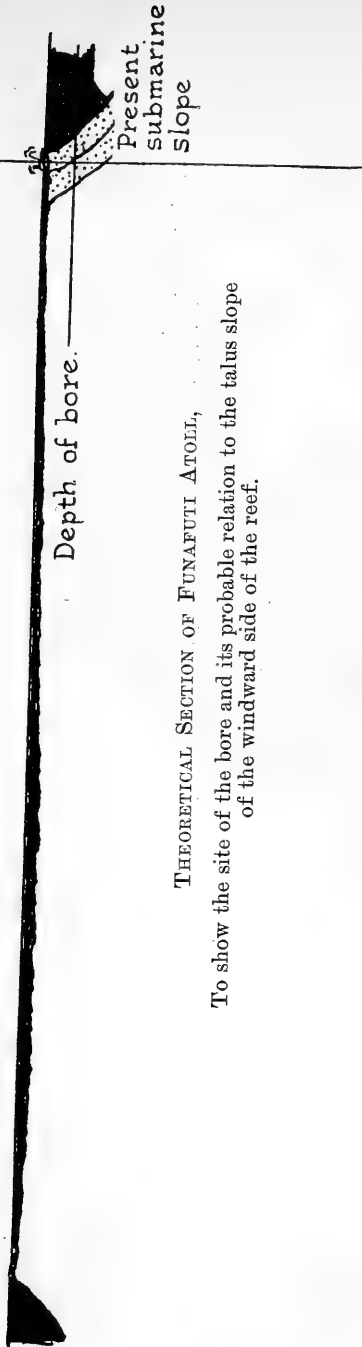 Present
submarine
slope
Depth of bore.
THEORETICAL SECTION OF FUNAFUTI ATOLL,
To show the site of the bore and its probable relation to the talus slope
of the windward side of the reef.